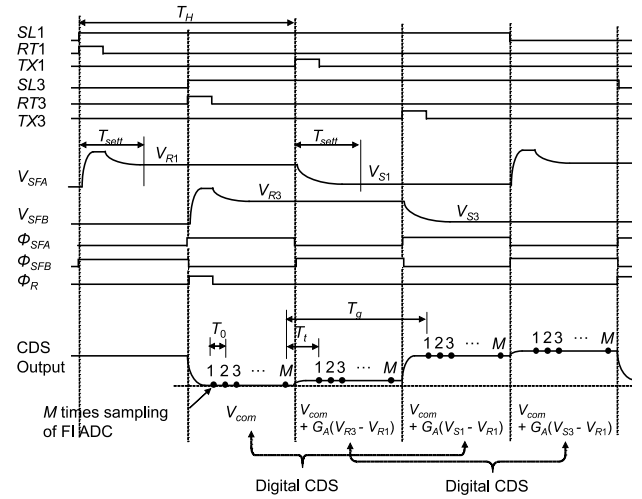 T_H
SL1
RT1
TX1
SL3
RT3
TX3
T_sett
T_sett
V_R1
V_S1
V_SFA
V_R3
V_S3
V_SFB
Φ_SFA
Φ_SFB
Φ_R
T_g
T_0
T_t
CDS
Output
1 2 3 ... M
1 2 3 ... M
1 2 3 ... M
1 2 3 ... M
M times sampling
of FI ADC
V_com
V_com
+ G_A(V_R3 - V_R1)
V_com
+ G_A(V_S1 - V_R1)
V_com
+ G_A(V_S3 - V_R1)
Digital CDS
Digital CDS